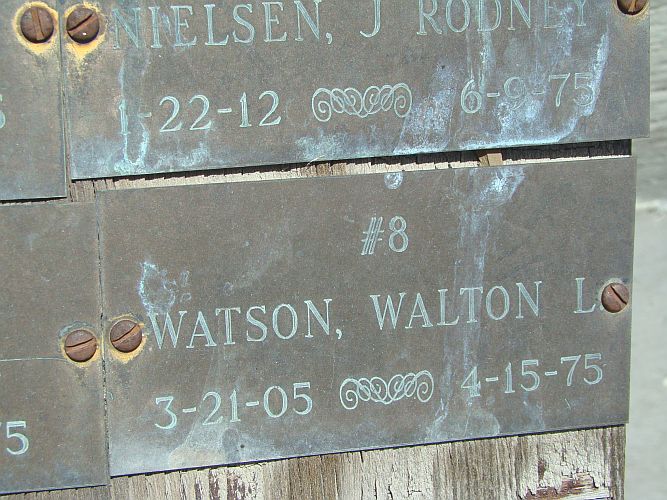 NIELSEN, J RODNEY
1-22-12 6-9-75
#8
WATSON, WALTON L.
3-21-05 4-15-75